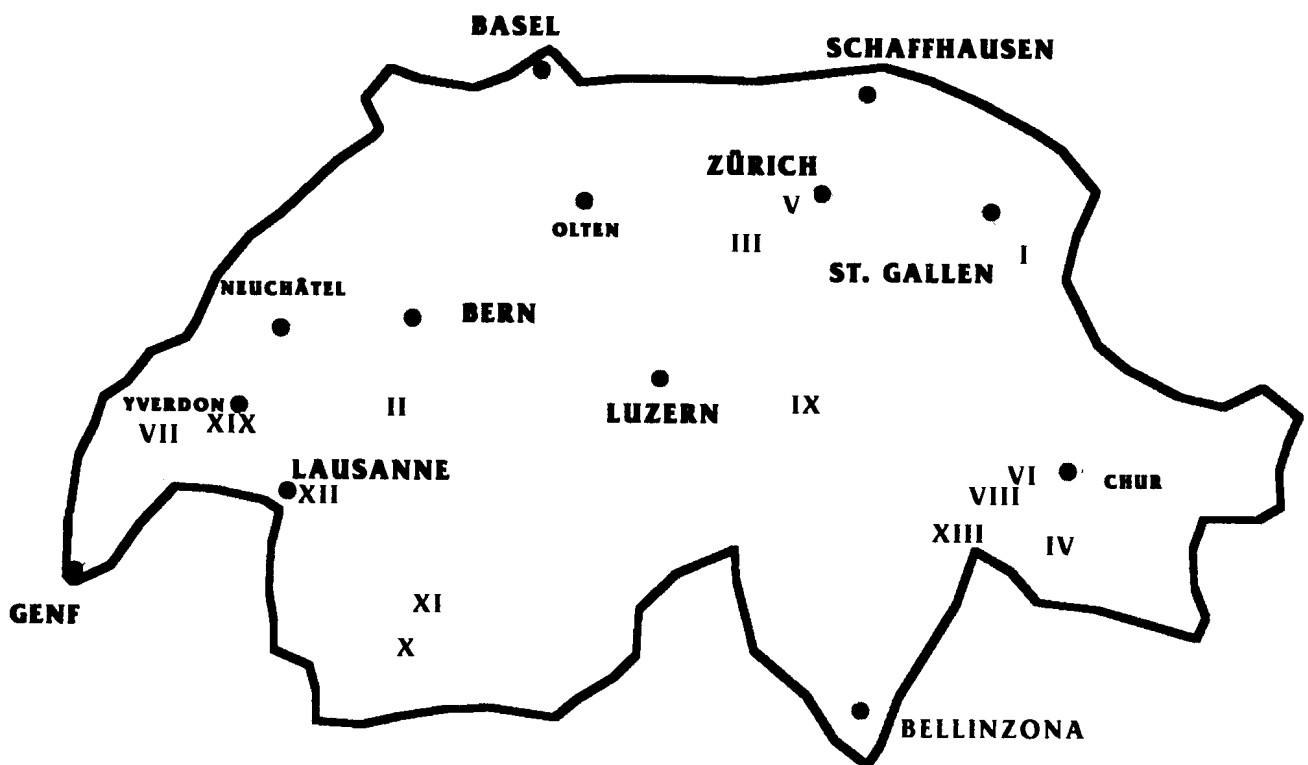 BASEL
SCHAFFHAUSEN
ZÜRICH
V
OLTEN
III
I
ST. GALLEN
NEUCHÂTEL
BERN
YVERDON
XIX
VII
II
LUZERN
IX
LAUSANNE
XII
VI
CHUR
VIII
XIII
IV
GENF
XI
X
BELLINZONA